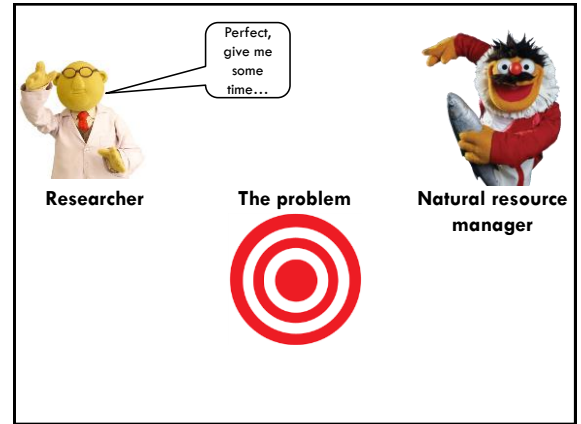 Perfect,
give me
some
time…
Researcher
The problem
Natural resource
manager